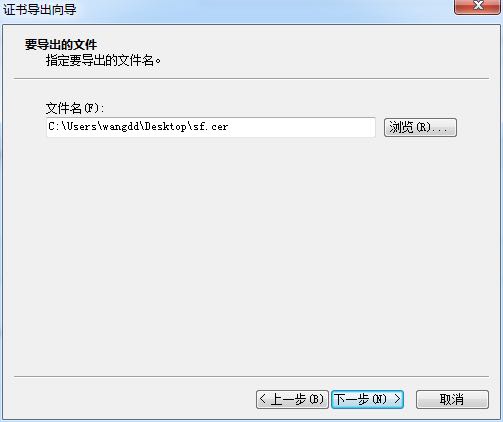 证书导出向导
要导出的文件
指定要导出的文件名。
文件名(F):
C:\Users\wangdd\Desktop\sf.cer
浏览(R)...
< 上一步(B)
下一步(N) >
取消